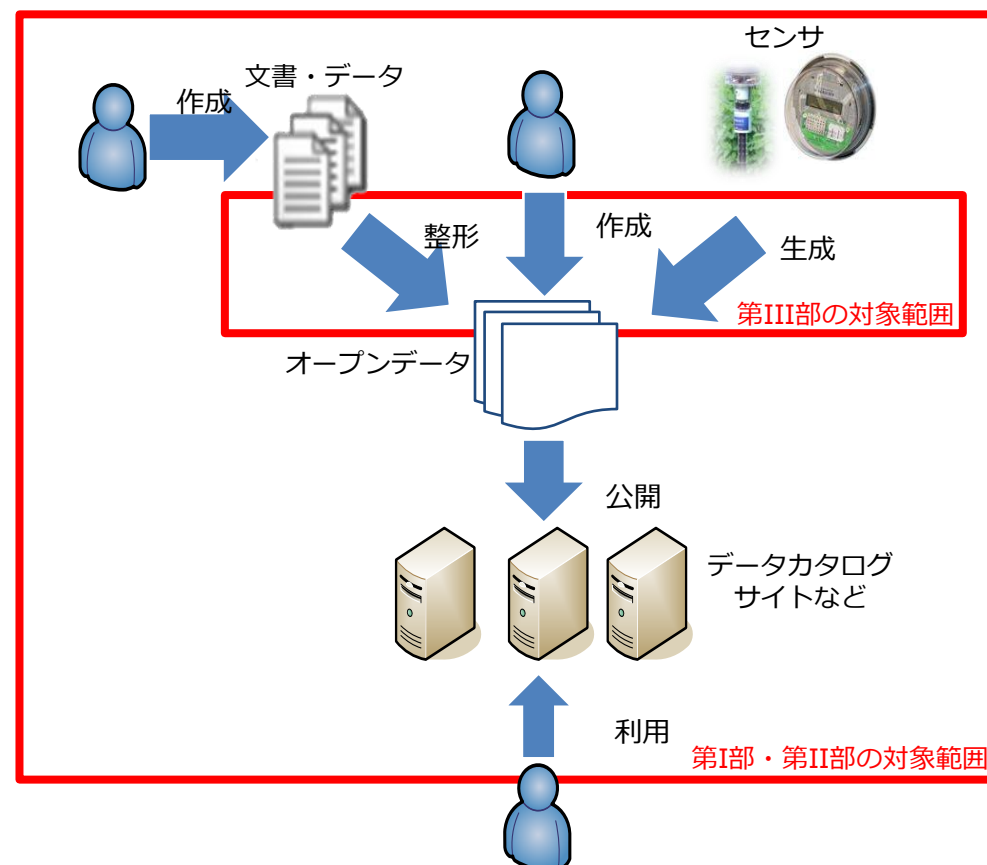 センサ
文書・データ
作成
整形
作成
生成
第III部の対象範囲
オープンデータ
公開
データカタログ
サイトなど
利用
第I部・第II部の対象範囲